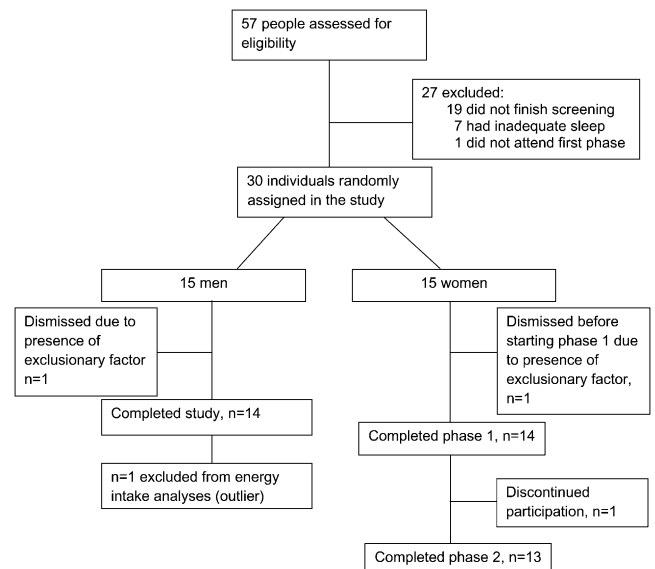 57 people assessed for
eligibility
27 excluded:
19 did not finish screening
7 had inadequate sleep
1 did not attend first phase
30 individuals randomly
assigned in the study
15 men
15 women
Dismissed due to
presence of
exclusionary factor
n=1
Dismissed before
starting phase 1 due
to presence of
exclusionary factor,
n=1
Completed study, n=14
Completed phase 1, n=14
n=1 excluded from energy
intake analyses (outlier)
Discontinued
participation, n=1
Completed phase 2, n=13